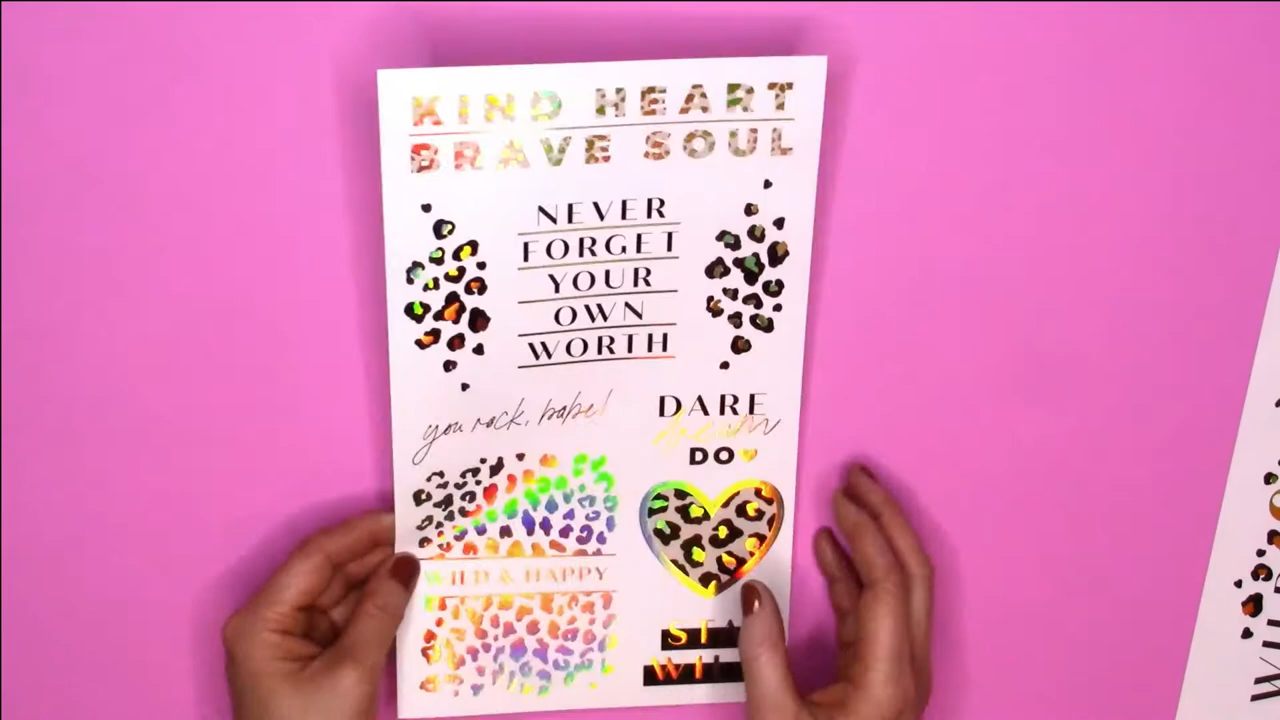 KIND HEART
BRAVE SOUL
NEVER
FORGET
YOUR
OWN
WORTH
you rock, babe!
DARE
dream
DO
WILD & HAPPY